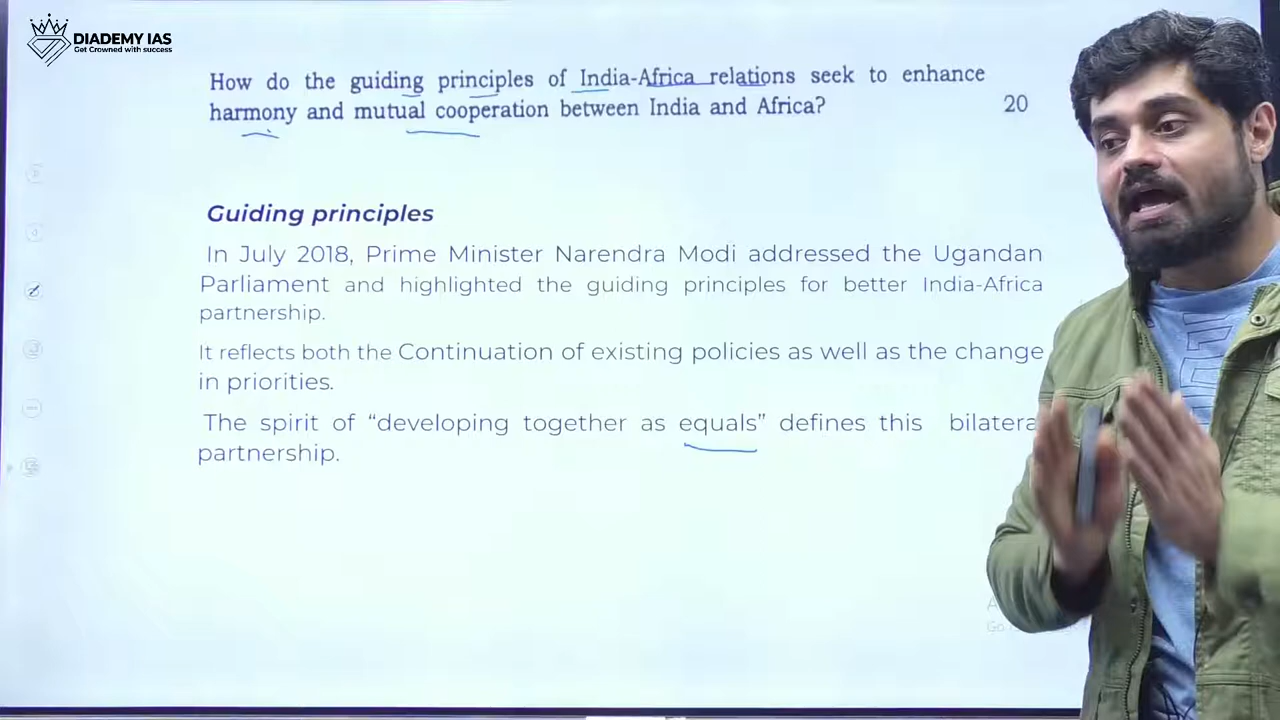 DIADEMY IAS
Get Crowned with success
How do the guiding principles of India-Africa relations seek to enhance
harmony and mutual cooperation between India and Africa?
20
Guiding principles
In July 2018, Prime Minister Narendra Modi addressed the Ugandan
Parliament and highlighted the guiding principles for better India-Africa
partnership.
It reflects both the Continuation of existing policies as well as the change
in priorities.
The spirit of “developing together as equals” defines this bilatera
partnership.